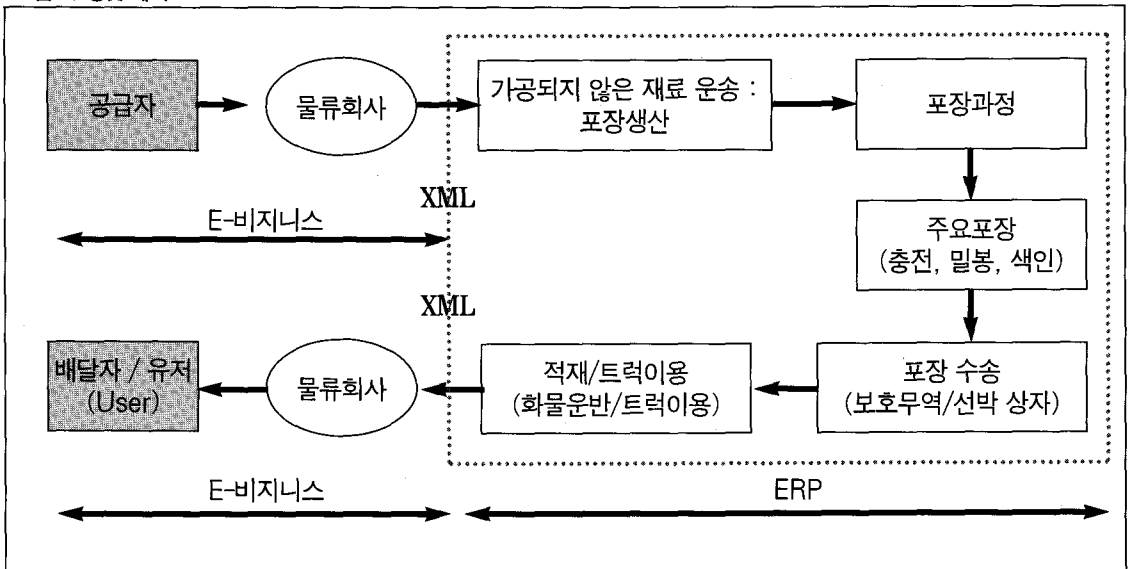 공급자
물류회사
가공되지 않은 재료 운송 :
포장생산
포장과정
XML
E-비지니스
주요포장
(충전, 밀봉, 색인)
XML
배달자 / 유저
(User)
물류회사
적재/트럭이용
(화물운반/트럭이용)
포장 수송
(보호무역/선박 상자)
E-비지니스
ERP